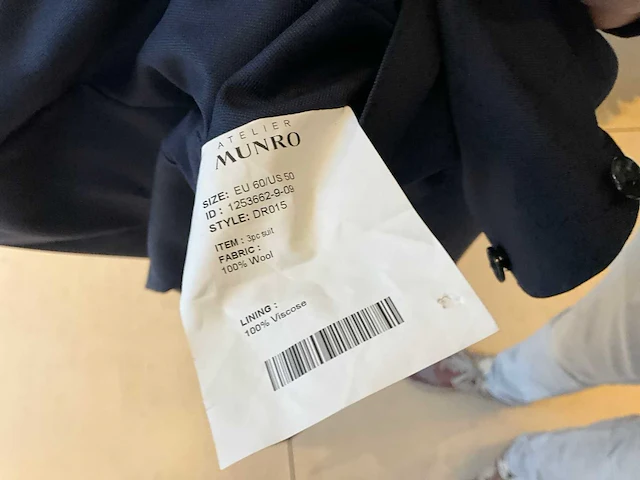 ATELIER
MUNRO
SIZE: EU 60/US 50
ID : 1253662-9-09
STYLE: DR015
ITEM : 3pc suit
FABRIC :
100% Wool
LINING :
100% Viscose